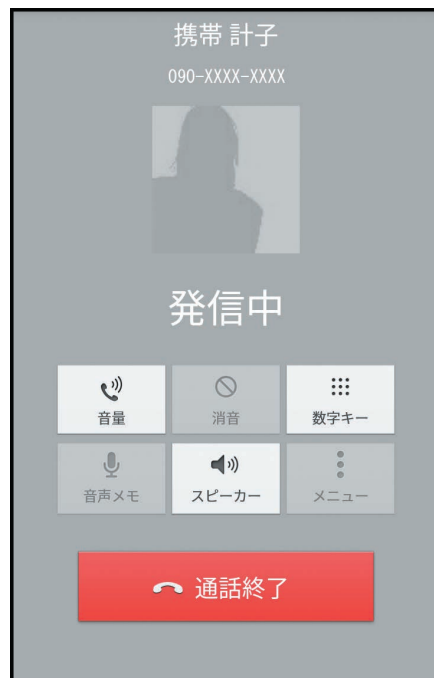 携帯 計子
090-XXXX-XXXX
発信中
音量
消音
数字キー
音声メモ
スピーカー
メニュー
通話終了